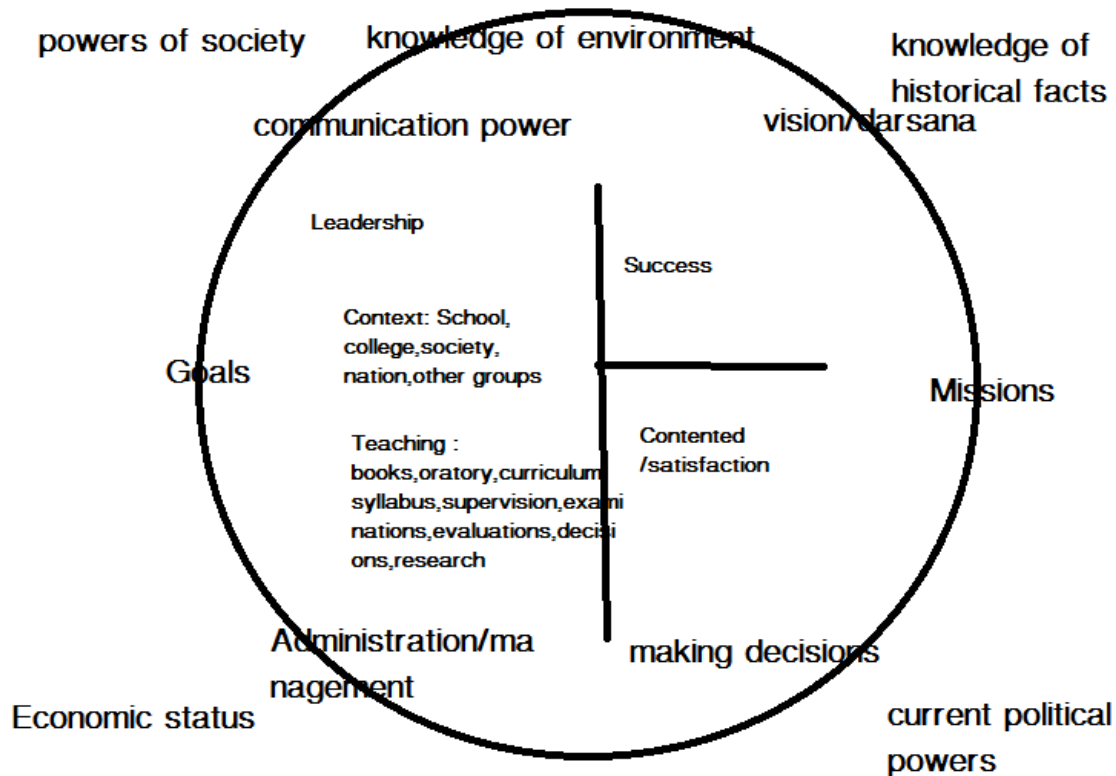 powers of society
knowledge of environment
knowledge of
historical facts
communication power
vision/darsana
Leadership
Success
Context: School,
college,society,
nation,other groups
Goals
Missions
Teaching :
books,oratory,curriculum
syllabus,supervision,exami
nations,evaluations,decisi
ons,research
Contented
/satisfaction
Administration/ma
nagement
making decisions
Economic status
current political
powers